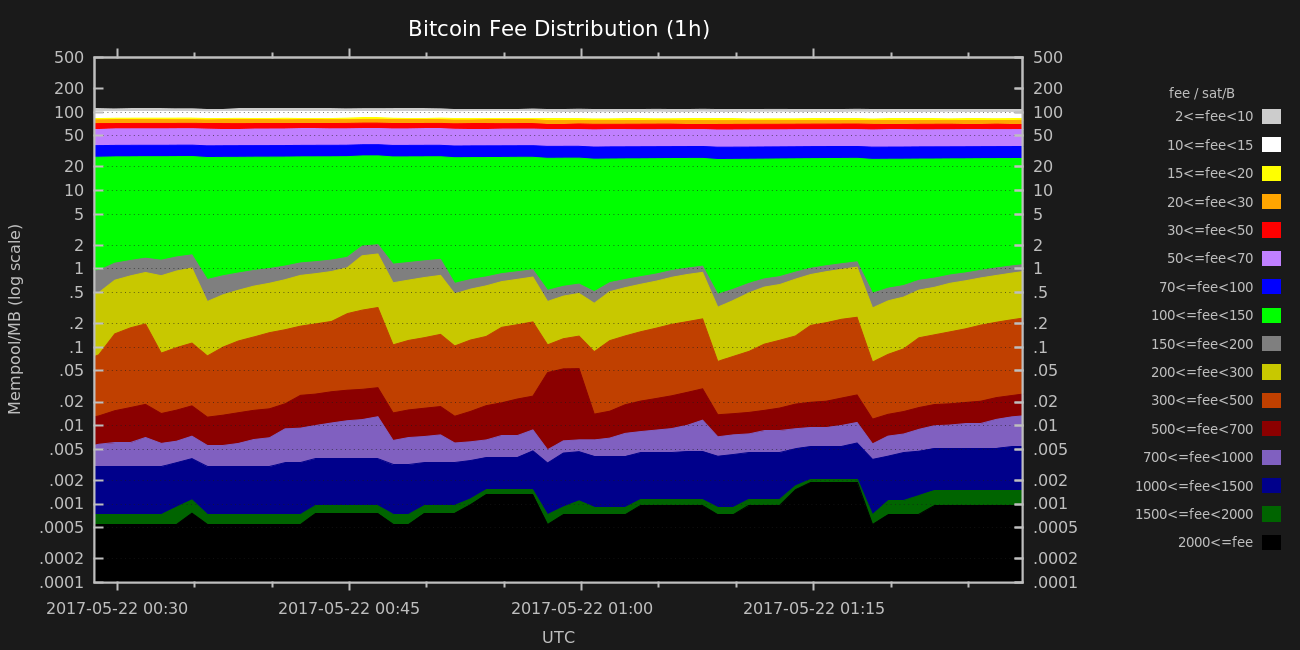 Bitcoin Fee Distribution (1h)
500
200
100
50
20
10
5
2
1
.5
.2
.1
.05
.02
.01
.005
.002
.001
.0005
.0002
.0001
Mempool/MB (log scale)
500
200
100
50
20
10
5
2
1
.5
.2
.1
.05
.02
.01
.005
.002
.001
.0005
.0002
.0001
2017-05-22 00:30
2017-05-22 00:45
2017-05-22 01:00
2017-05-22 01:15
UTC
fee / sat/B
2<=fee<10
10<=fee<15
15<=fee<20
20<=fee<30
30<=fee<50
50<=fee<70
70<=fee<100
100<=fee<150
150<=fee<200
200<=fee<300
300<=fee<500
500<=fee<700
700<=fee<1000
1000<=fee<1500
1500<=fee<2000
2000<=fee